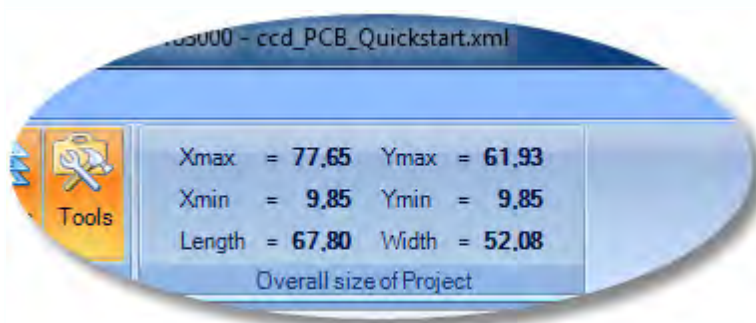 - ccd_PCB_Quickstart.xml
Xmax = 77,65 Ymax = 61,93
Xmin = 9,85 Ymin = 9,85
Tools
Length = 67,80 Width = 52,08
Overall size of Project